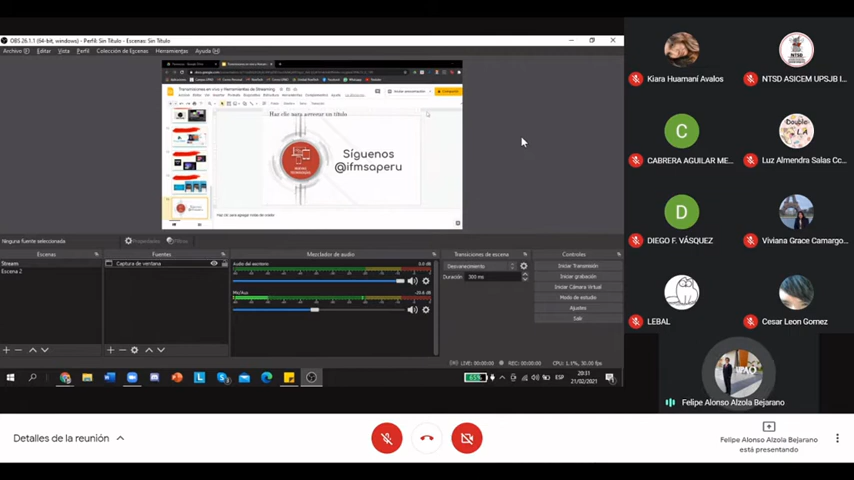 OBS 26.1.1 (64-bit, windows) - Perfil: Sin Título - Escenas: Sin Título
Archivo Editar Vista Perfil Colección de Escenas Herramientas Ayuda
Transmisiones en vivo y Herramientas de Streaming
Haz clic para agregar un título
Síguenos
@ifmsaperu
Ninguna fuente seleccionada Propiedades Filtros
Escenas Fuentes Mezclador de audio Transiciones de escena Controles
Stream
Escena 2
Captura de ventana
Audio del escritorio 0.0 dB
Mic/Aux
Desvanecimiento
Duración 300 ms
Iniciar Transmisión
Iniciar grabación
Iniciar Cámara Virtual
Modo de estudio
Ajustes
Salir
LIVE: 00:00:00 REC: 00:00:00 CPU: 1.1%, 30.00 fps
65%
ESP
20:31
21/02/2021
Kiara Huamaní Avalos
NTSD ASICEM UPSJB I...
C
CABRERA AGUILAR ME...
Luz Almendra Salas Cc...
D
DIEGO F. VÁSQUEZ
Viviana Grace Camargo...
LEBAL
Cesar Leon Gomez
Felipe Alonso Alzola Bejarano
Detalles de la reunión
Felipe Alonso Alzola Bejarano
está presentando